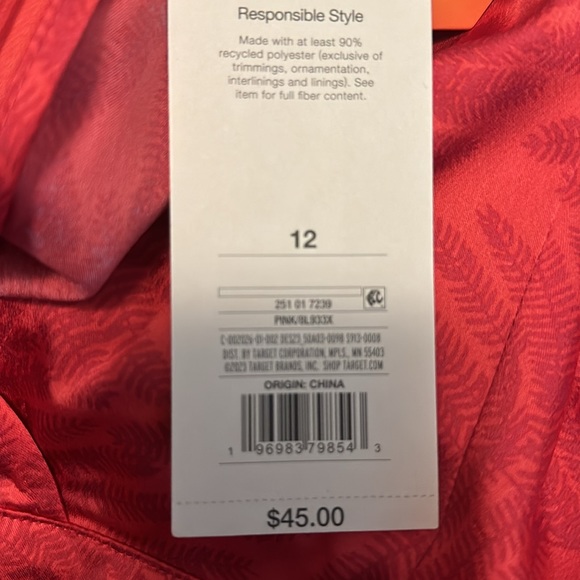 Responsible Style
Made with at least 90%
recycled polyester (exclusive of
trimmings, ornamentation,
interlinings and linings). See
item for full fiber content.
12
251 01 7239
PINK/BL933X
DIST. BY TARGET CORPORATION, MPLS., MN 55403
©2023 TARGET BRANDS, INC. SHOP TARGET.COM
ORIGIN: CHINA
1 96983 79854 3
$45.00